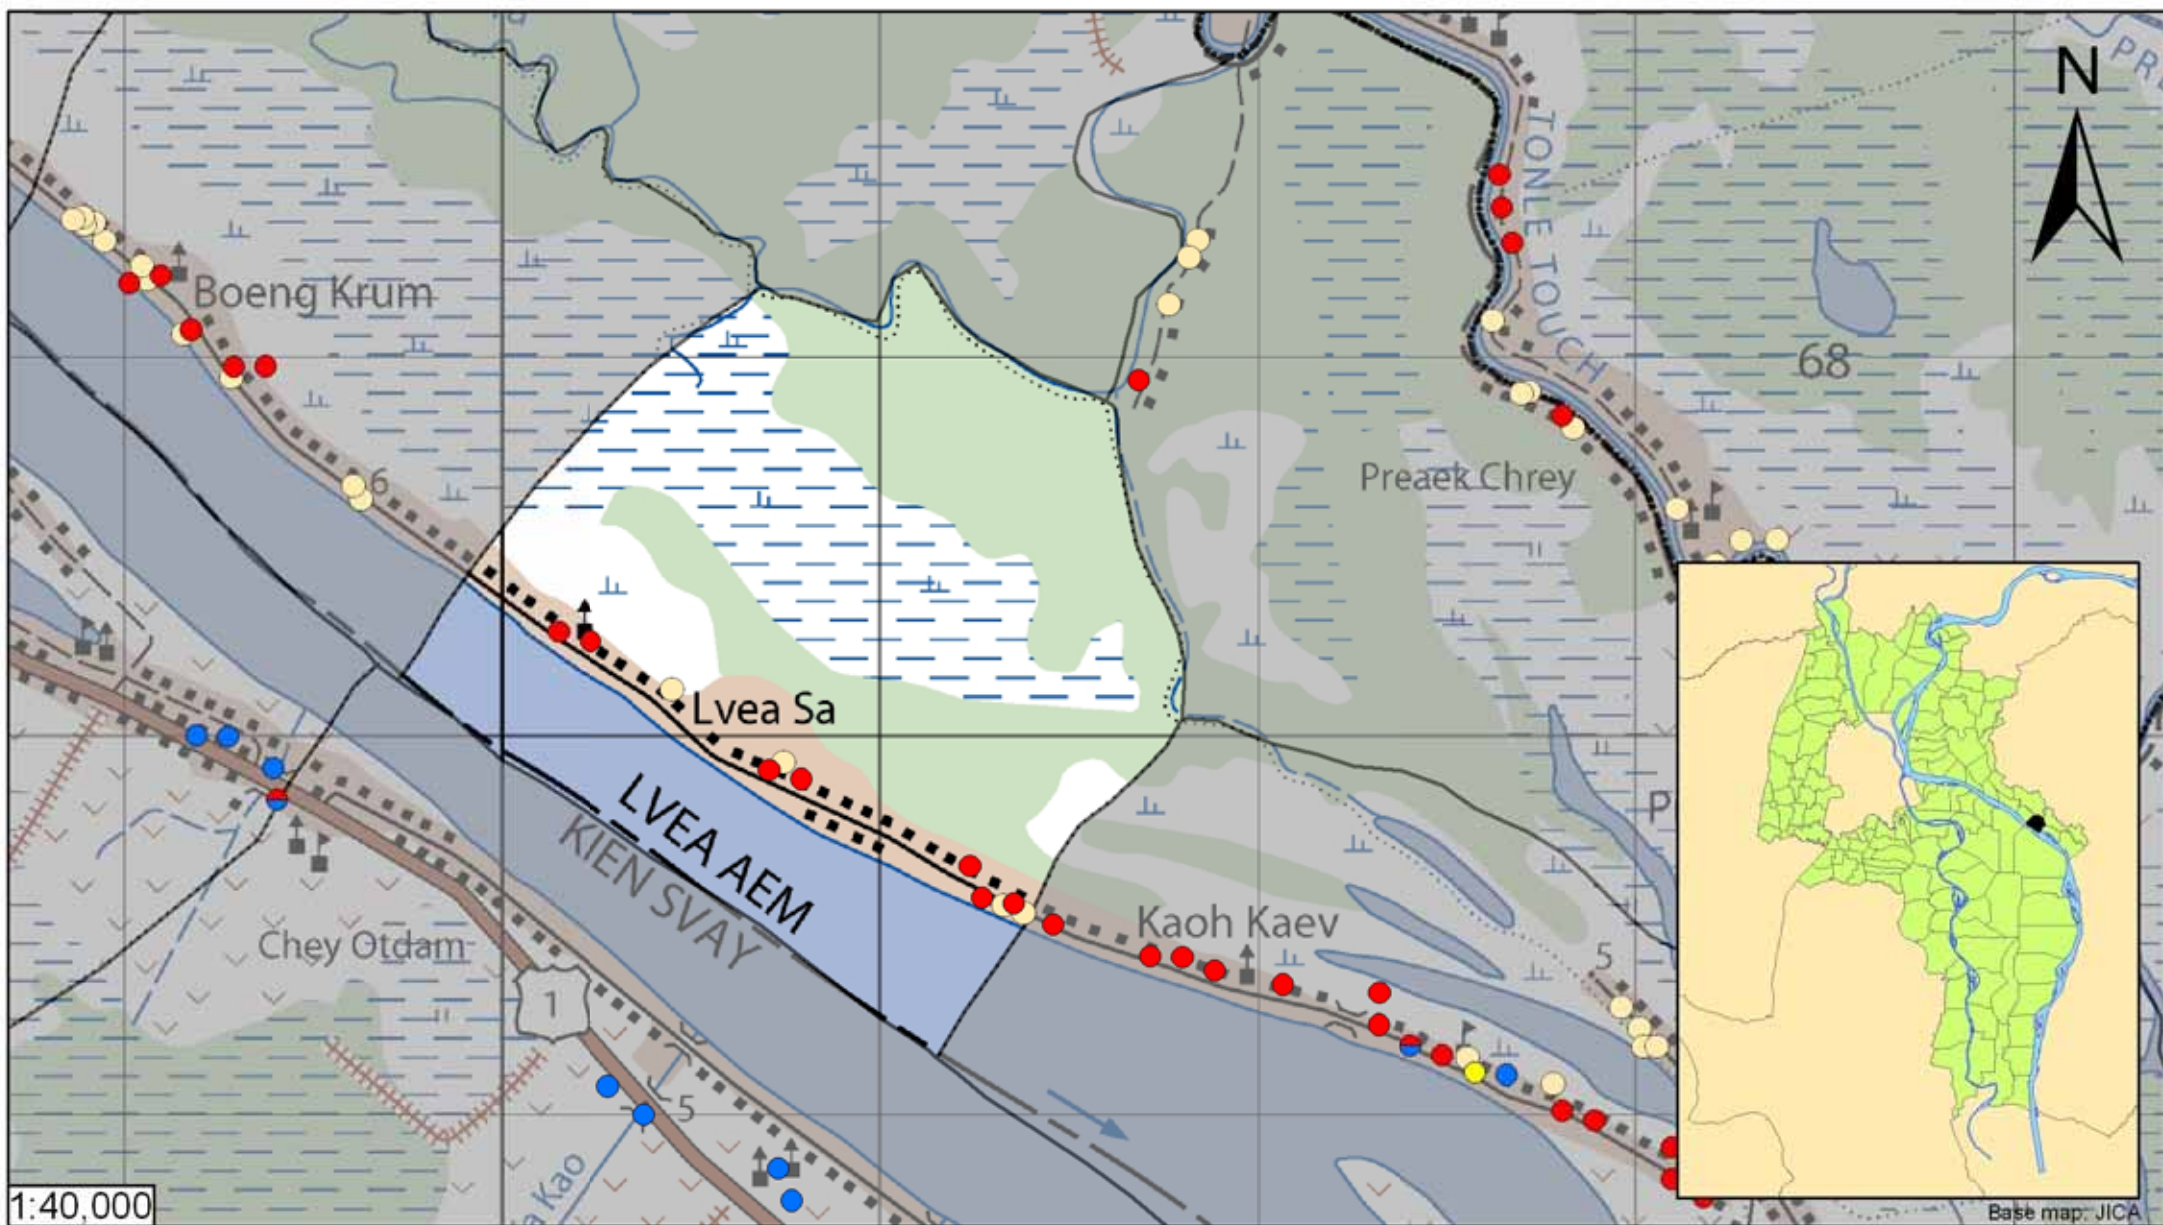 N
TONLE TOUCH
Boeng Krum
68
6
Preaek Chrey
Lvea Sa
LVEA AEM
KIEN SVAY
Kaoh Kaev
Chey Otdam
5
1
5
Kao
1:40,000
Base map: JICA